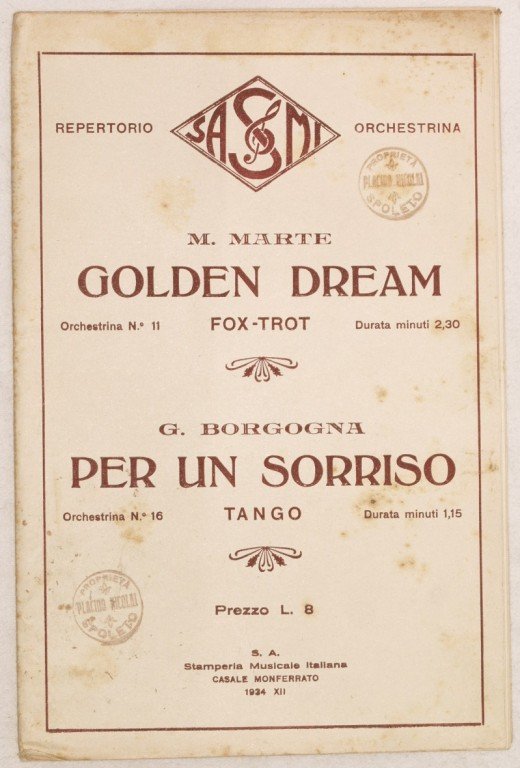 REPERTORIO SASMI ORCHESTRINA
PROPRIETÀ
PLACIDO NICOLAI
SPOLETO
M. MARTE
GOLDEN DREAM
Orchestrina N.° 11 FOX-TROT Durata minuti 2,30
G. BORGOGNA
PER UN SORRISO
Orchestrina N.° 16 TANGO Durata minuti 1,15
PROPRIETÀ
PLACIDO NICOLAI
SPOLETO
Prezzo L. 8
S. A.
Stamperia Musicale Italiana
CASALE MONFERRATO
1934 XII